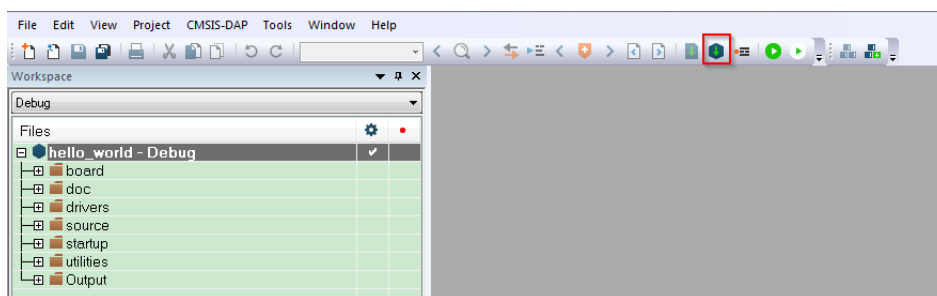 File Edit View Project CMSIS-DAP Tools Window Help
Workspace
Debug
Files
hello_world - Debug
board
doc
drivers
source
startup
utilities
Output